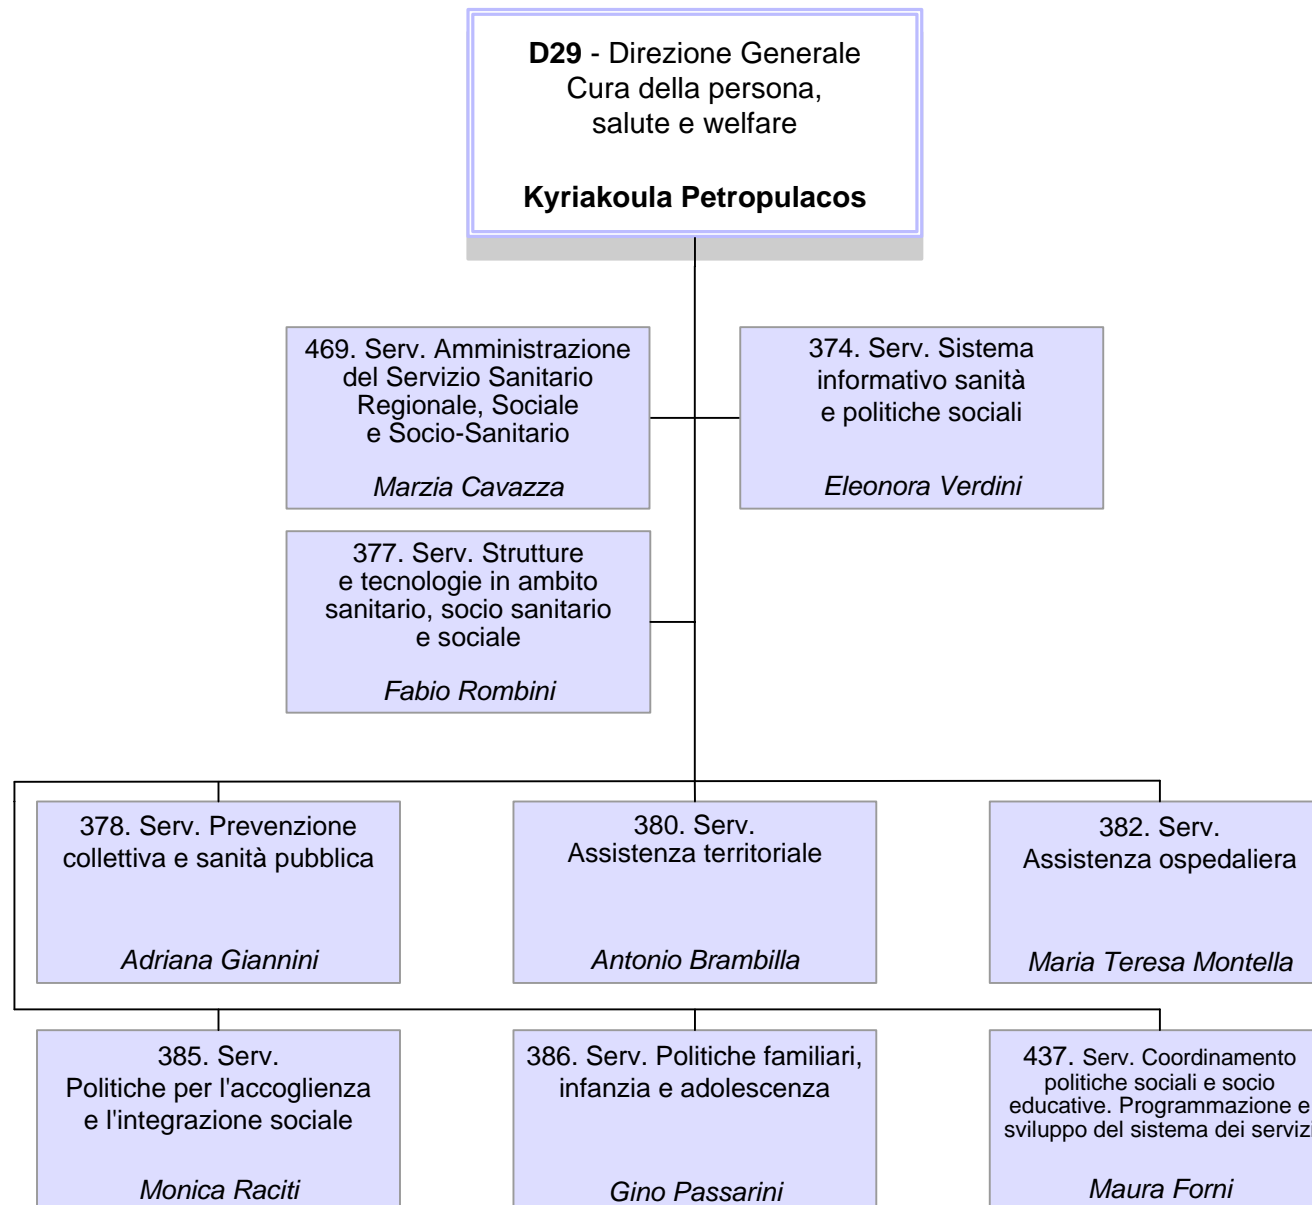 D29 - Direzione Generale
Cura della persona,
salute e welfare
Kyriakoula Petropulacos
469. Serv. Amministrazione
del Servizio Sanitario
Regionale, Sociale
e Socio-Sanitario
Marzia Cavazza
374. Serv. Sistema
informativo sanità
e politiche sociali
Eleonora Verdini
377. Serv. Strutture
e tecnologie in ambito
sanitario, socio sanitario
e sociale
Fabio Rombini
378. Serv. Prevenzione
collettiva e sanità pubblica
Adriana Giannini
380. Serv.
Assistenza territoriale
Antonio Brambilla
382. Serv.
Assistenza ospedaliera
Maria Teresa Montella
385. Serv.
Politiche per l'accoglienza
e l'integrazione sociale
Monica Raciti
386. Serv. Politiche familiari,
infanzia e adolescenza
Gino Passarini
437. Serv. Coordinamento
politiche sociali e socio
educative. Programmazione e
sviluppo del sistema dei servizi
Maura Forni